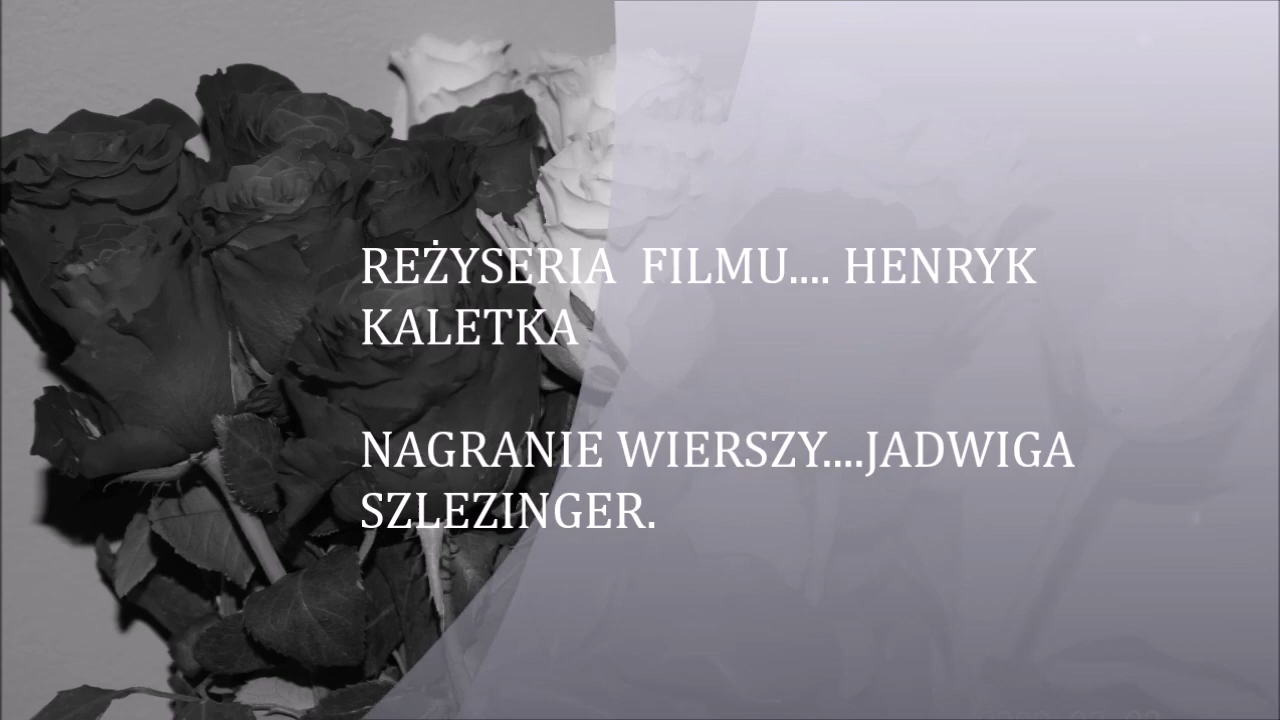 REŻYSERIA  FILMU.... HENRYK
KALETKA
NAGRANIE WIERSZY....JADWIGA
SZLEZINGER.